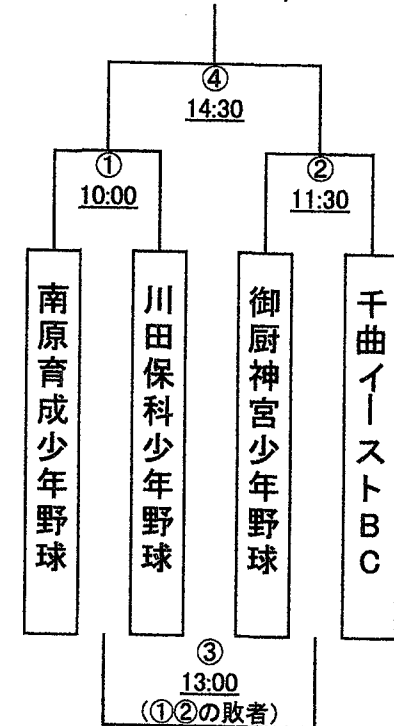 ④
14:30
①
10:00
②
11:30
南原育成少年野球
川田保科少年野球
御厨神宮少年野球
千曲イーストBC
③
13:00
(①②の敗者)